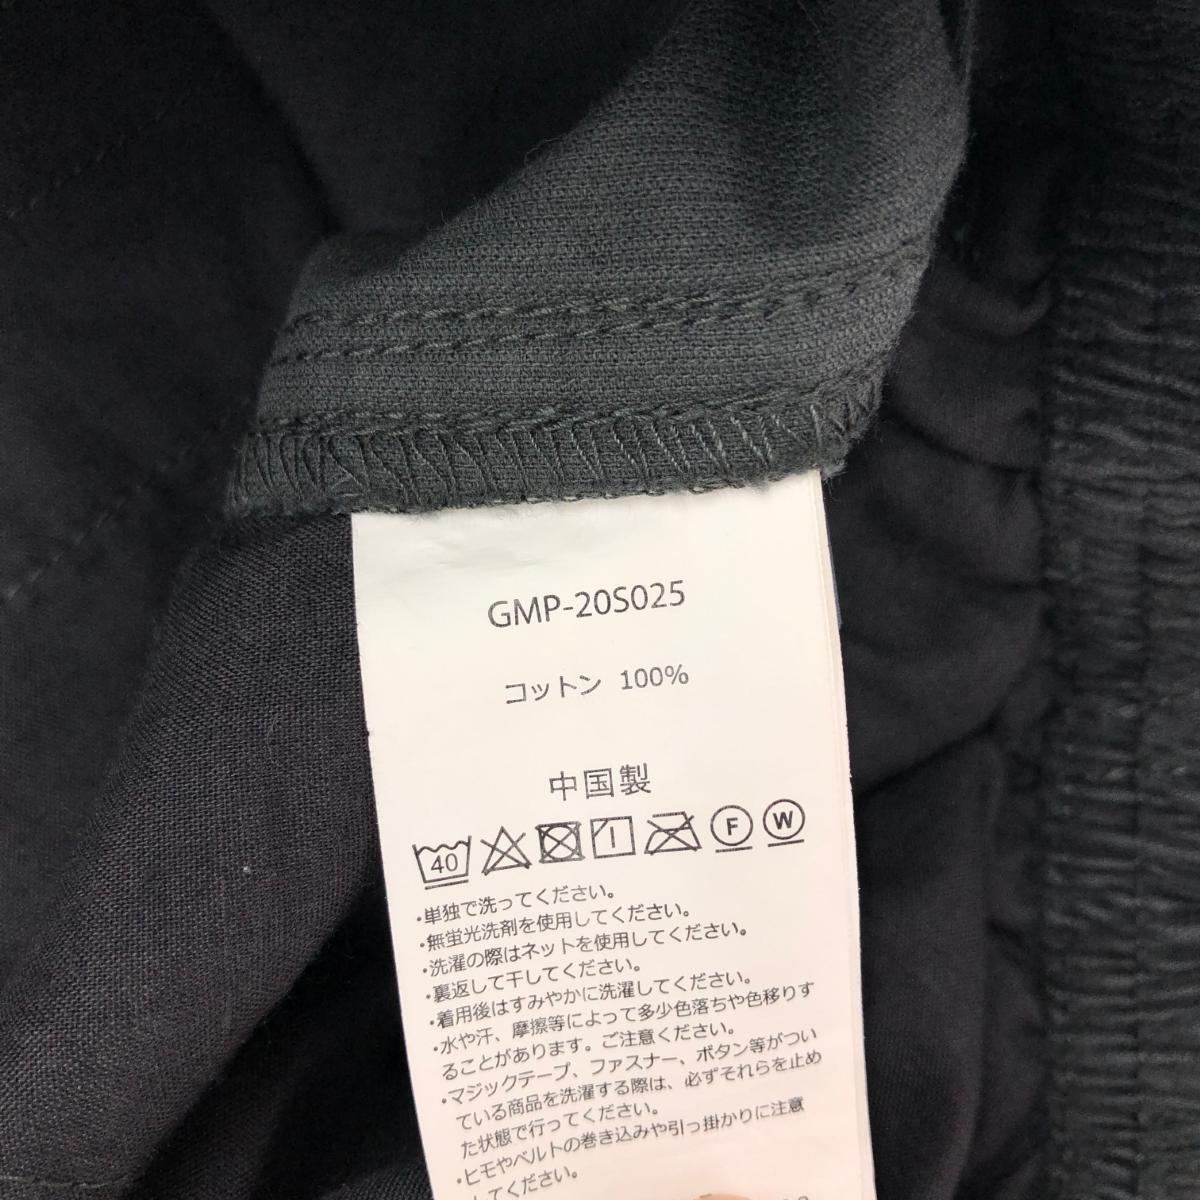 GMP-20S025
コットン 100%
中国製
40 F W
・単独で洗ってください。
・無蛍光洗剤を使用してください。
・洗濯の際はネットを使用してください。
・裏返して干してください。
・着用後はすみやかに洗濯してください。
・水や汗、摩擦等によって多少色落ちや色移りす
ることがあります。ご注意ください。
・マジックテープ、ファスナー、ボタン等がつい
ている商品を洗濯する際は、必ずそれらを止め
た状態で行ってください。
・ヒモやベルトの巻き込みや引っ掛かりに注意
してください。